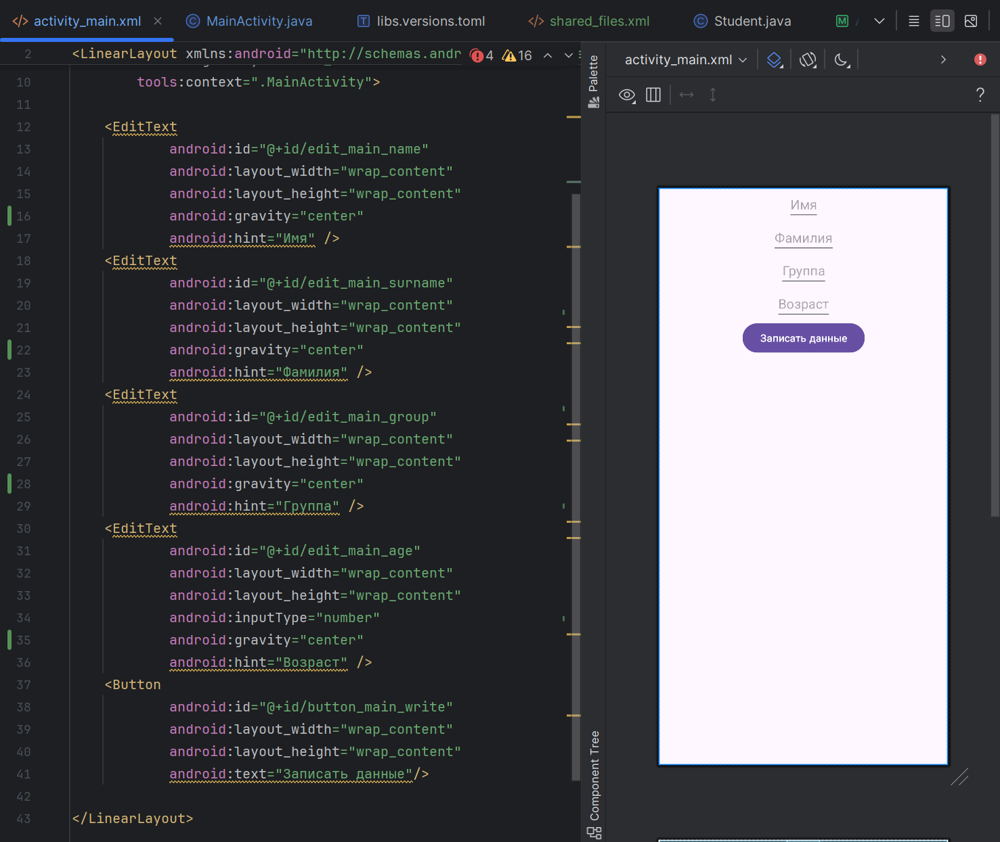 activity_main.xml
MainActivity.java
libs.versions.toml
shared_files.xml
Student.java
2 <LinearLayout xmlns:android="http://schemas.andr 4 16
10 tools:context=".MainActivity">
11
12 <EditText
13 android:id="@+id/edit_main_name"
14 android:layout_width="wrap_content"
15 android:layout_height="wrap_content"
16 android:gravity="center"
17 android:hint="Имя" />
18 <EditText
19 android:id="@+id/edit_main_surname"
20 android:layout_width="wrap_content"
21 android:layout_height="wrap_content"
22 android:gravity="center"
23 android:hint="Фамилия" />
24 <EditText
25 android:id="@+id/edit_main_group"
26 android:layout_width="wrap_content"
27 android:layout_height="wrap_content"
28 android:gravity="center"
29 android:hint="Группа" />
30 <EditText
31 android:id="@+id/edit_main_age"
32 android:layout_width="wrap_content"
33 android:layout_height="wrap_content"
34 android:inputType="number"
35 android:gravity="center"
36 android:hint="Возраст" />
37 <Button
38 android:id="@+id/button_main_write"
39 android:layout_width="wrap_content"
40 android:layout_height="wrap_content"
41 android:text="Записать данные"/>
42
43 </LinearLayout>
Palette
Component Tree
activity_main.xml
?
Имя
Фамилия
Группа
Возраст
Записать данные